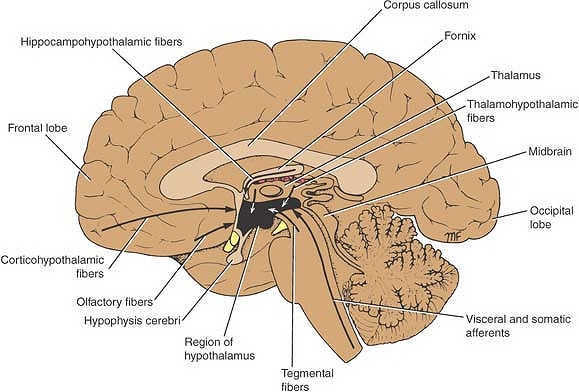 Corpus callosum
Hippocampohypothalamic fibers
Fornix
Thalamus
Thalamohypothalamic
fibers
Frontal lobe
Midbrain
Occipital
lobe
MF
Corticohypothalamic
fibers
Olfactory fibers
Hypophysis cerebri
Region of
hypothalamus
Visceral and somatic
afferents
Tegmental
fibers